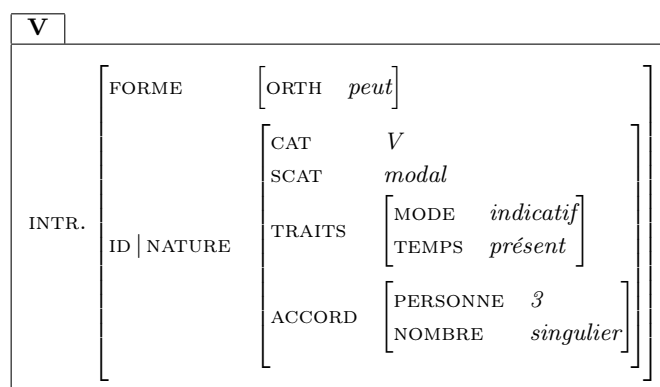 V
FORME [ORTH peut]
CAT V
SCAT modal
MODE indicatif
INTR. TRAITS
TEMPS présent
ID | NATURE
PERSONNE 3
ACCORD
NOMBRE singulier